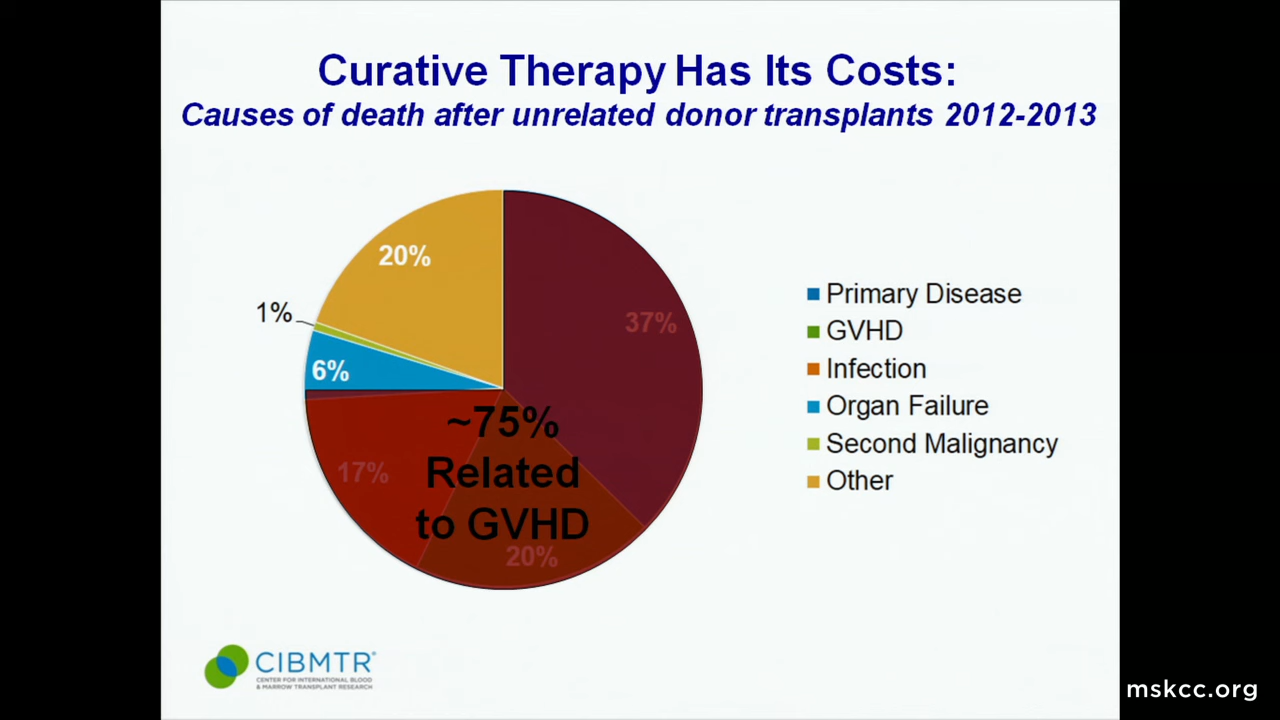 Curative Therapy Has Its Costs:
Causes of death after unrelated donor transplants 2012-2013
20%
37%
1%
6%
~75%
Related
to GVHD
17%
20%
Primary Disease
GVHD
Infection
Organ Failure
Second Malignancy
Other
CIBMTR®
CENTER FOR INTERNATIONAL BLOOD
& MARROW TRANSPLANT RESEARCH
mskcc.org